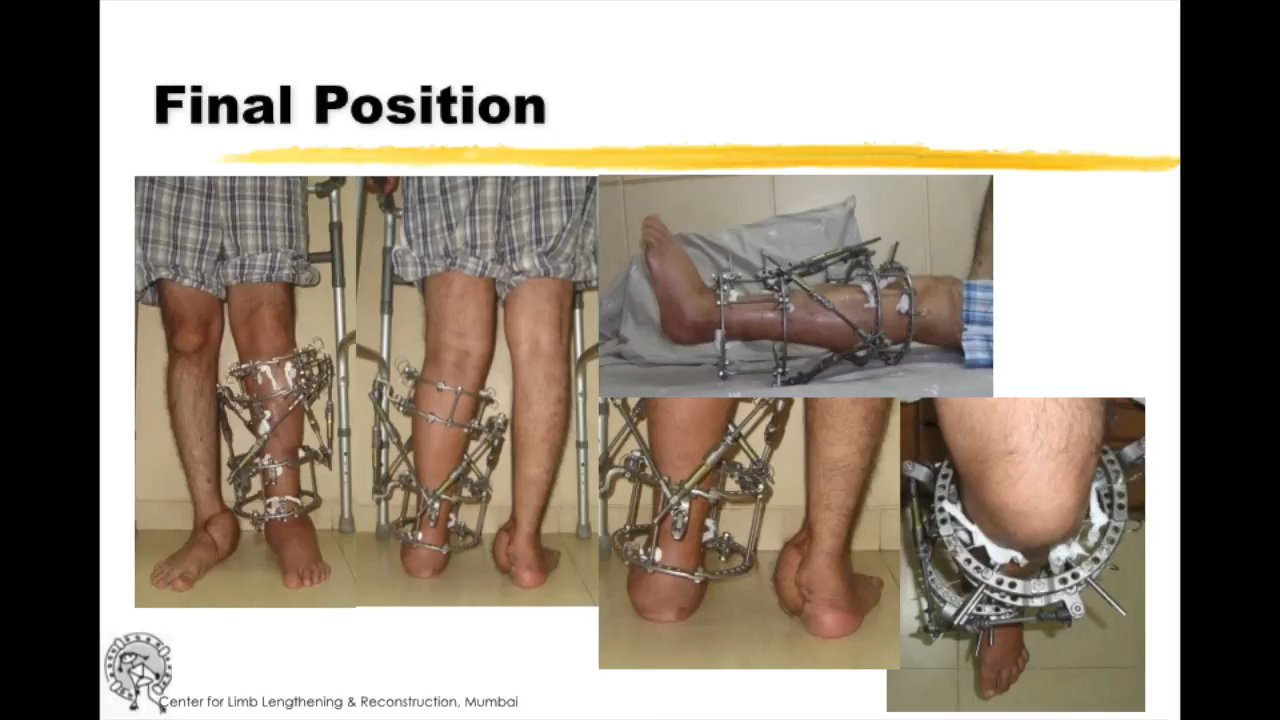 Final Position
Center for Limb Lengthening & Reconstruction, Mumbai